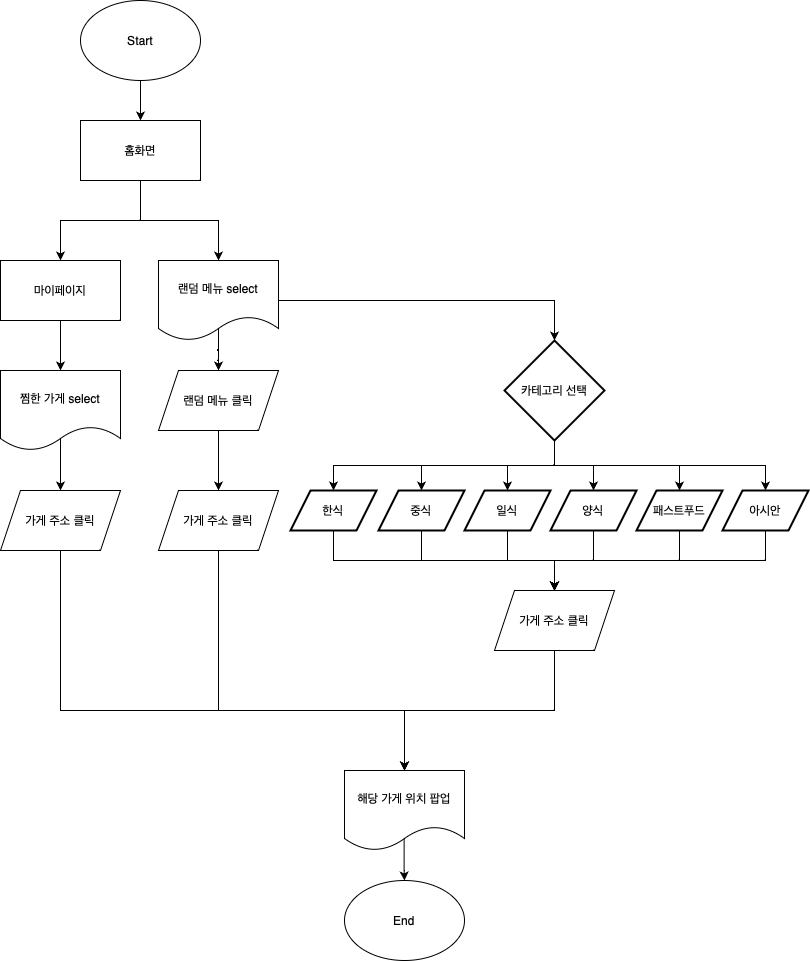 Start
홈화면
마이페이지
랜덤 메뉴 select
찜한 가게 select
랜덤 메뉴 클릭
카테고리 선택
가게 주소 클릭
가게 주소 클릭
한식
중식
일식
양식
패스트푸드
아시안
가게 주소 클릭
해당 가게 위치 팝업
End